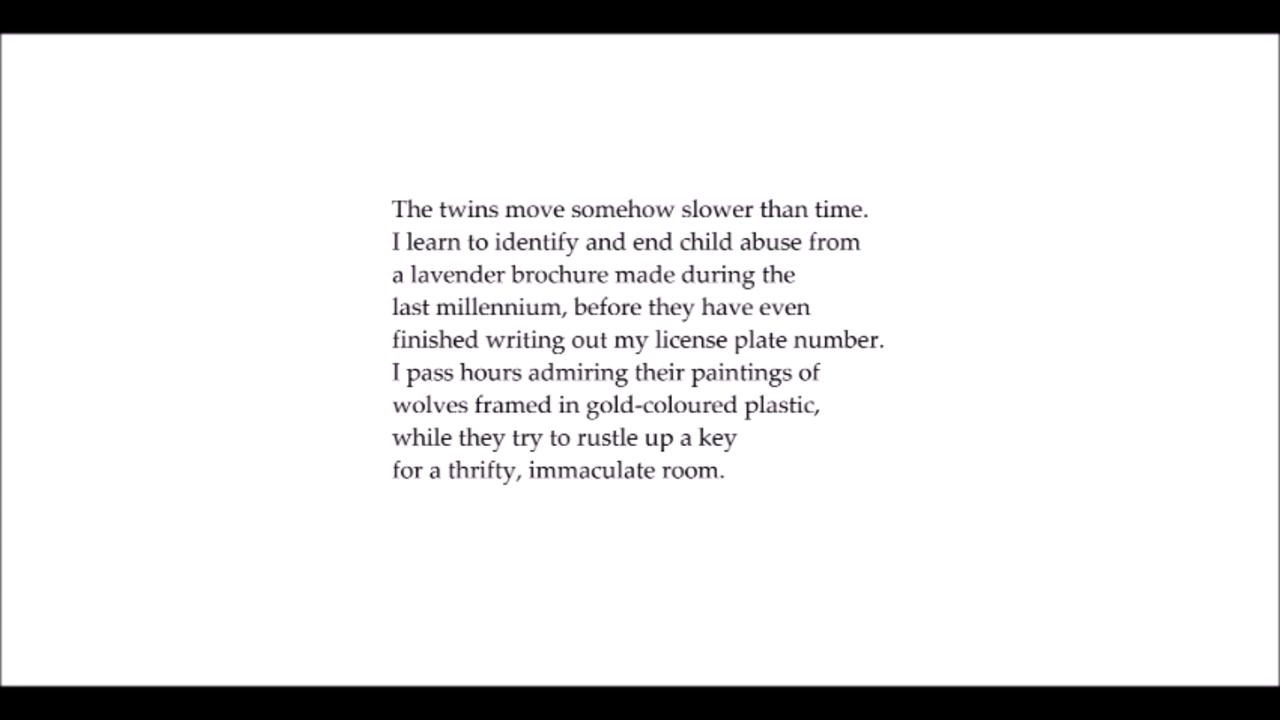 The twins move somehow slower than time.
I learn to identify and end child abuse from
a lavender brochure made during the
last millennium, before they have even
finished writing out my license plate number.
I pass hours admiring their paintings of
wolves framed in gold-coloured plastic,
while they try to rustle up a key
for a thrifty, immaculate room.